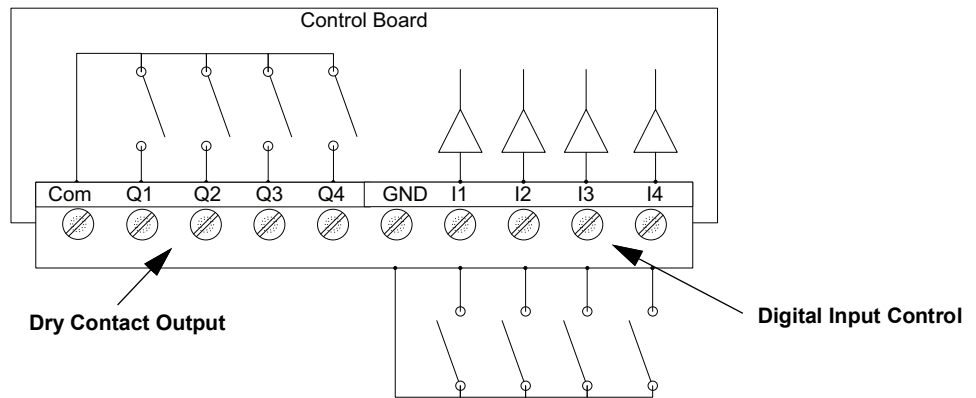 Control Board
Com Q1 Q2 Q3 Q4 GND I1 I2 I3 I4
Dry Contact Output
Digital Input Control